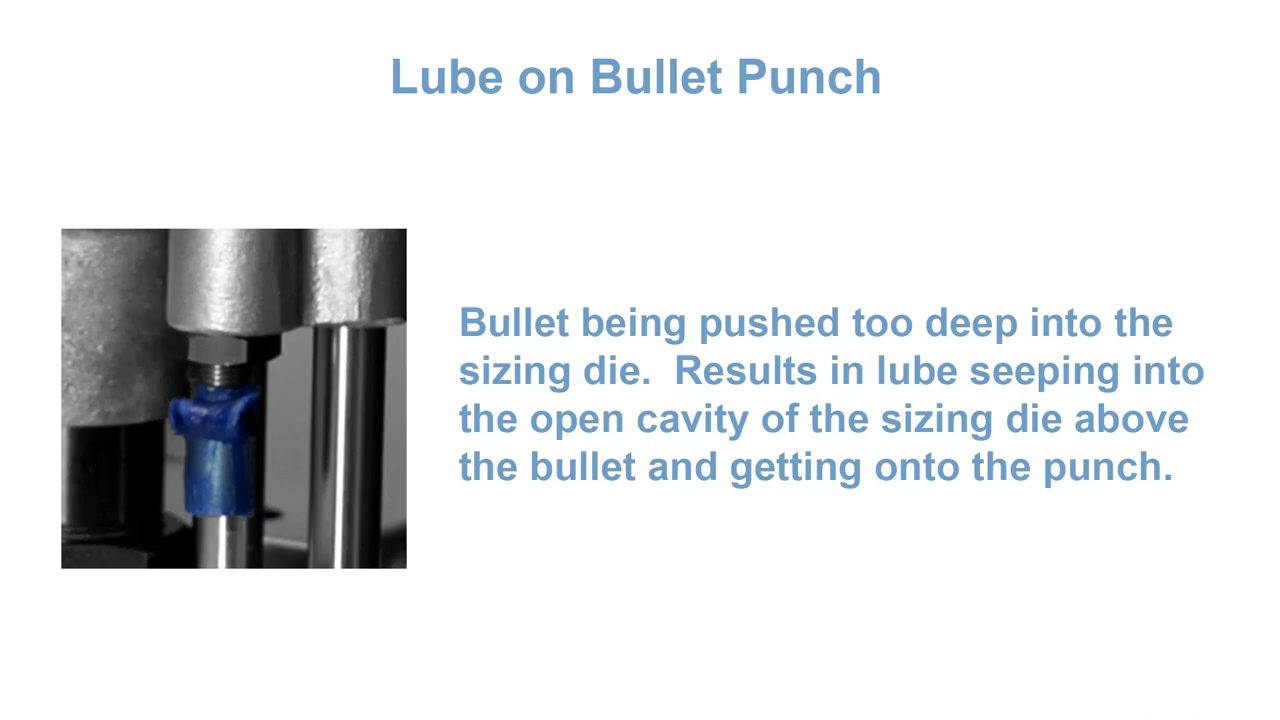 Lube on Bullet Punch
Bullet being pushed too deep into the
sizing die.  Results in lube seeping into
the open cavity of the sizing die above
the bullet and getting onto the punch.